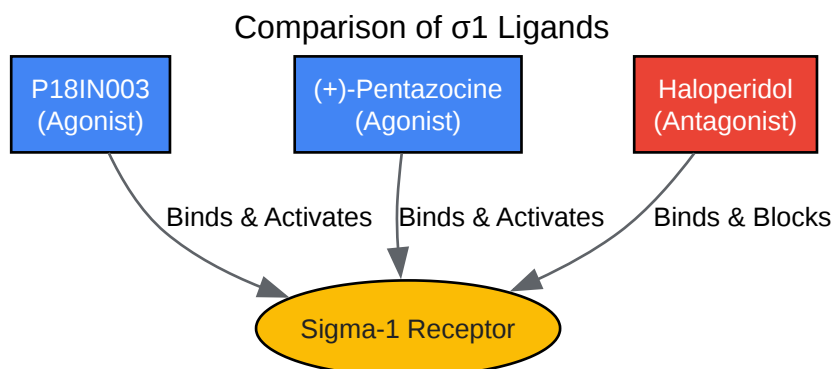 Comparison of σ1 Ligands
P18IN003
(Agonist)
(+)-Pentazocine
(Agonist)
Haloperidol
(Antagonist)
Binds & Activates
Binds & Activates
Binds & Blocks
Sigma-1 Receptor